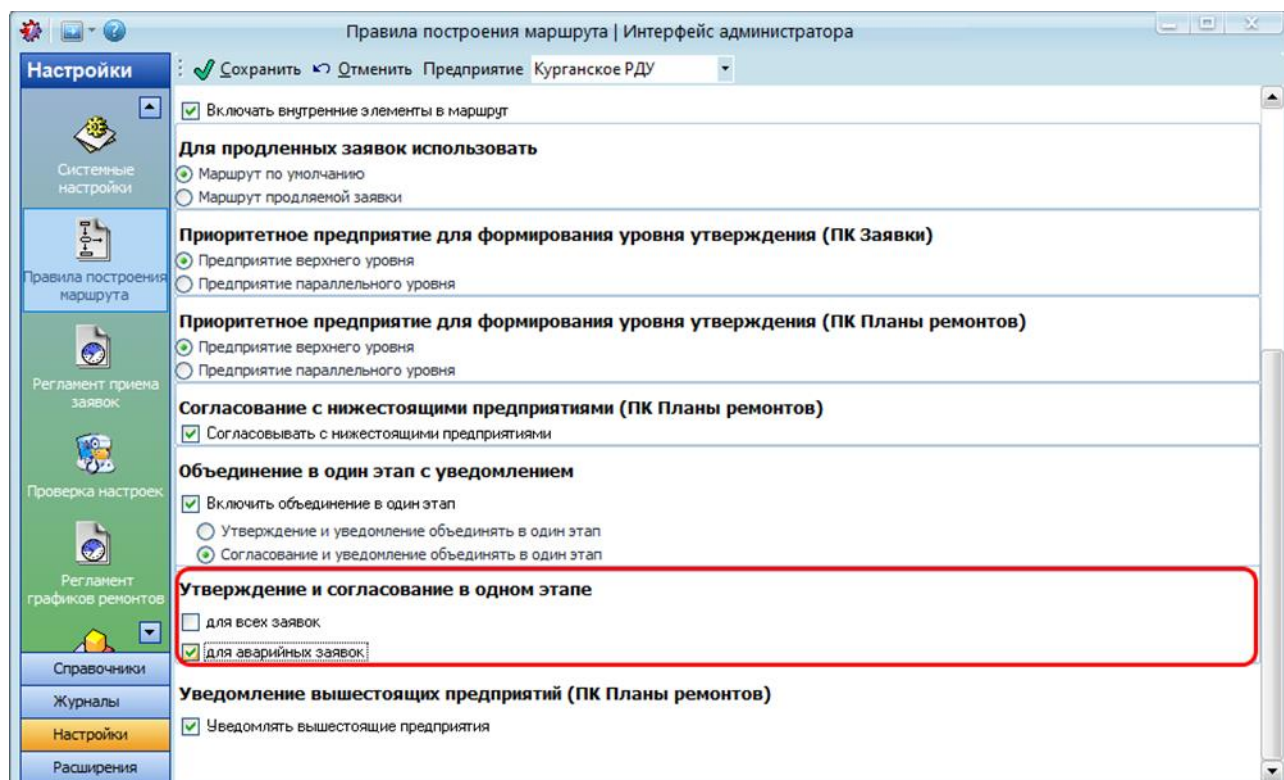 Правила построения маршрута | Интерфейс администратора
Настройки
Сохранить Отменить Предприятие Курганское РДУ
Включать внутренние элементы в маршрут
Для продленных заявок использовать
Маршрут по умолчанию
Маршрут продляемой заявки
Приоритетное предприятие для формирования уровня утверждения (ПК Заявки)
Предприятие верхнего уровня
Предприятие параллельного уровня
Приоритетное предприятие для формирования уровня утверждения (ПК Планы ремонтов)
Предприятие верхнего уровня
Предприятие параллельного уровня
Согласование с нижестоящими предприятиями (ПК Планы ремонтов)
Согласовывать с нижестоящими предприятиями
Объединение в один этап с уведомлением
Включить объединение в один этап
Утверждение и уведомление объединять в один этап
Согласование и уведомление объединять в один этап
Утверждение и согласование в одном этапе
для всех заявок
для аварийных заявок
Уведомление вышестоящих предприятий (ПК Планы ремонтов)
Уведомлять вышестоящие предприятия
Системные
настройки
Правила построения
маршрута
Регламент приема
заявок
Проверка настроек
Регламент
графиков ремонтов
Справочники
Журналы
Настройки
Расширения